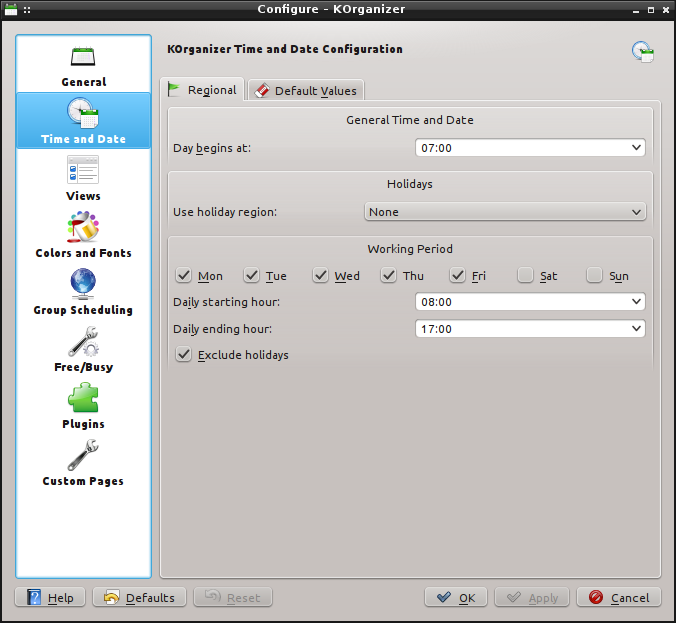 Configure - KOrganizer
General
Time and Date
Views
Colors and Fonts
Group Scheduling
Free/Busy
Plugins
Custom Pages
KOrganizer Time and Date Configuration
Regional
Default Values
General Time and Date
Day begins at:
07:00
Holidays
Use holiday region:
None
Working Period
Mon Tue Wed Thu Fri Sat Sun
Daily starting hour:
08:00
Daily ending hour:
17:00
Exclude holidays
Help Defaults Reset OK Apply Cancel